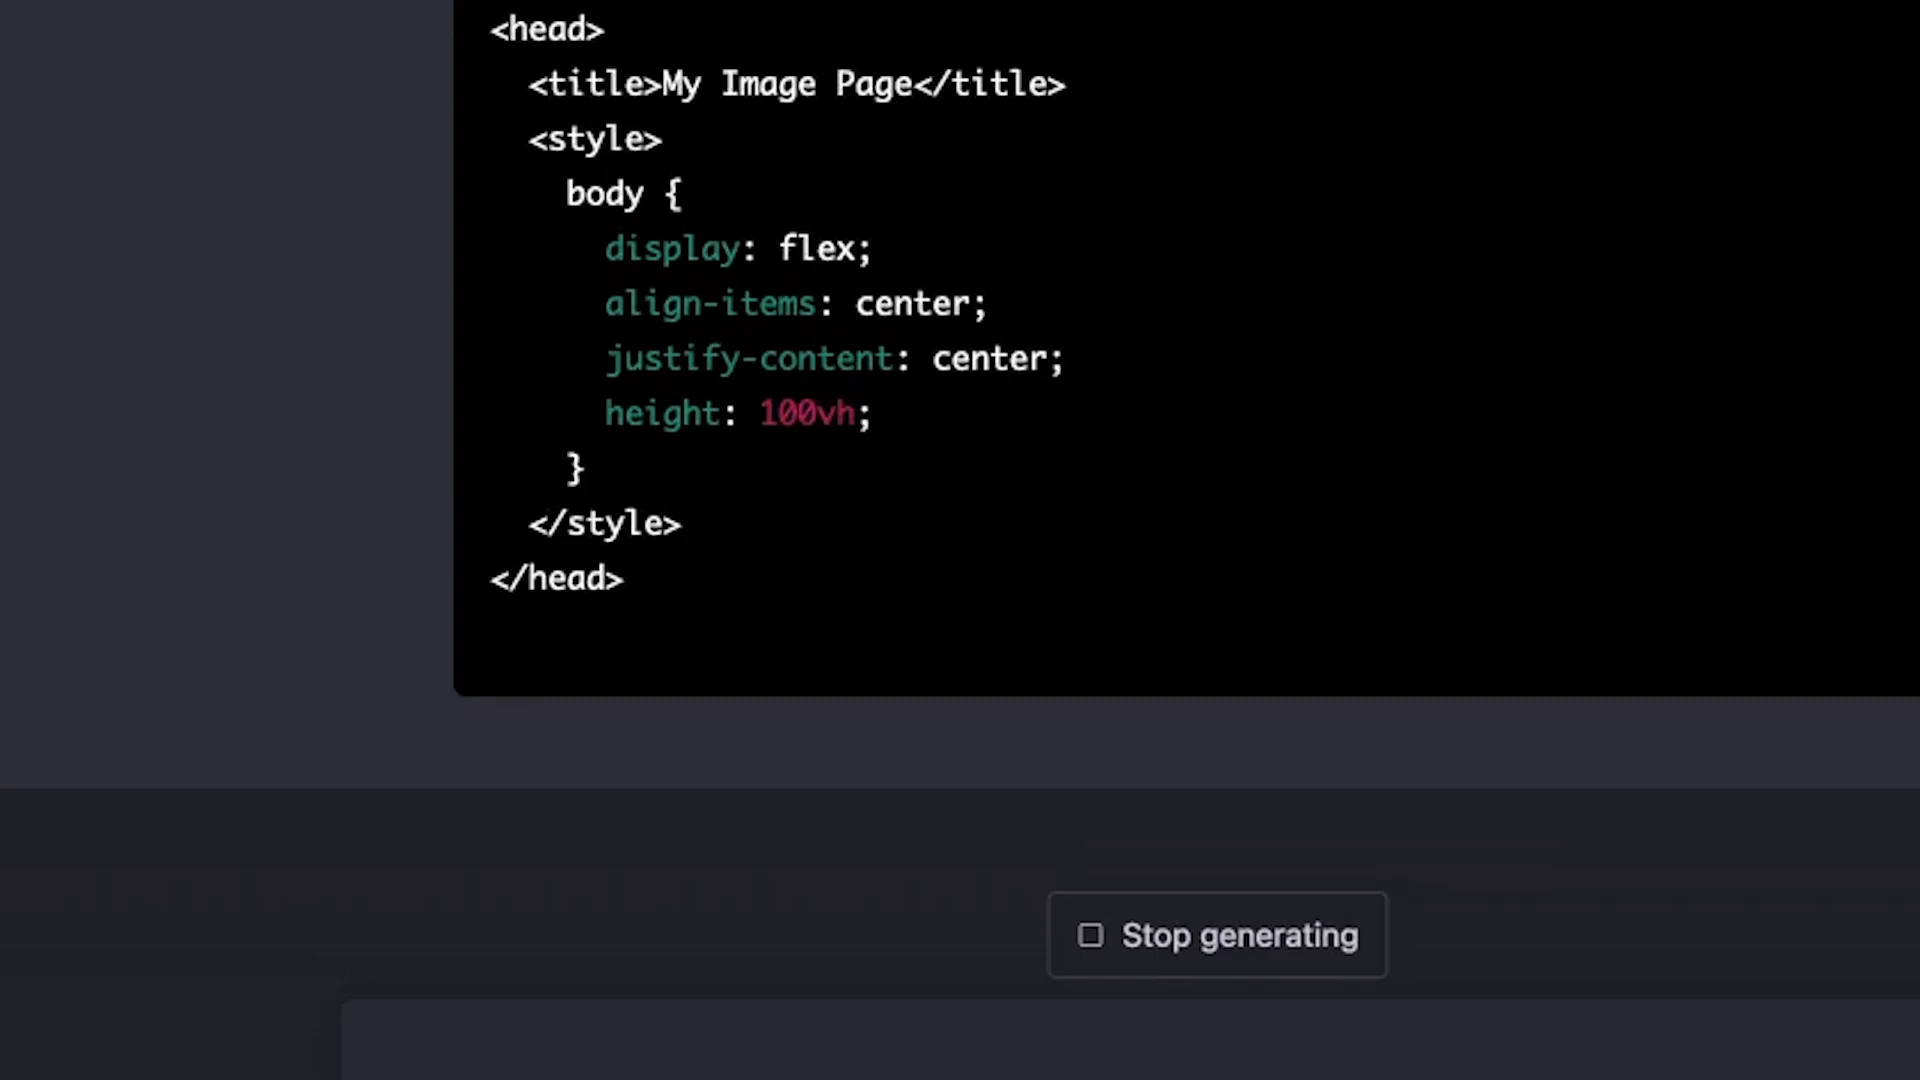 <head>
<title>My Image Page</title>
<style>
body {
display: flex;
align-items: center;
justify-content: center;
height: 100vh;
}
</style>
</head>
Stop generating